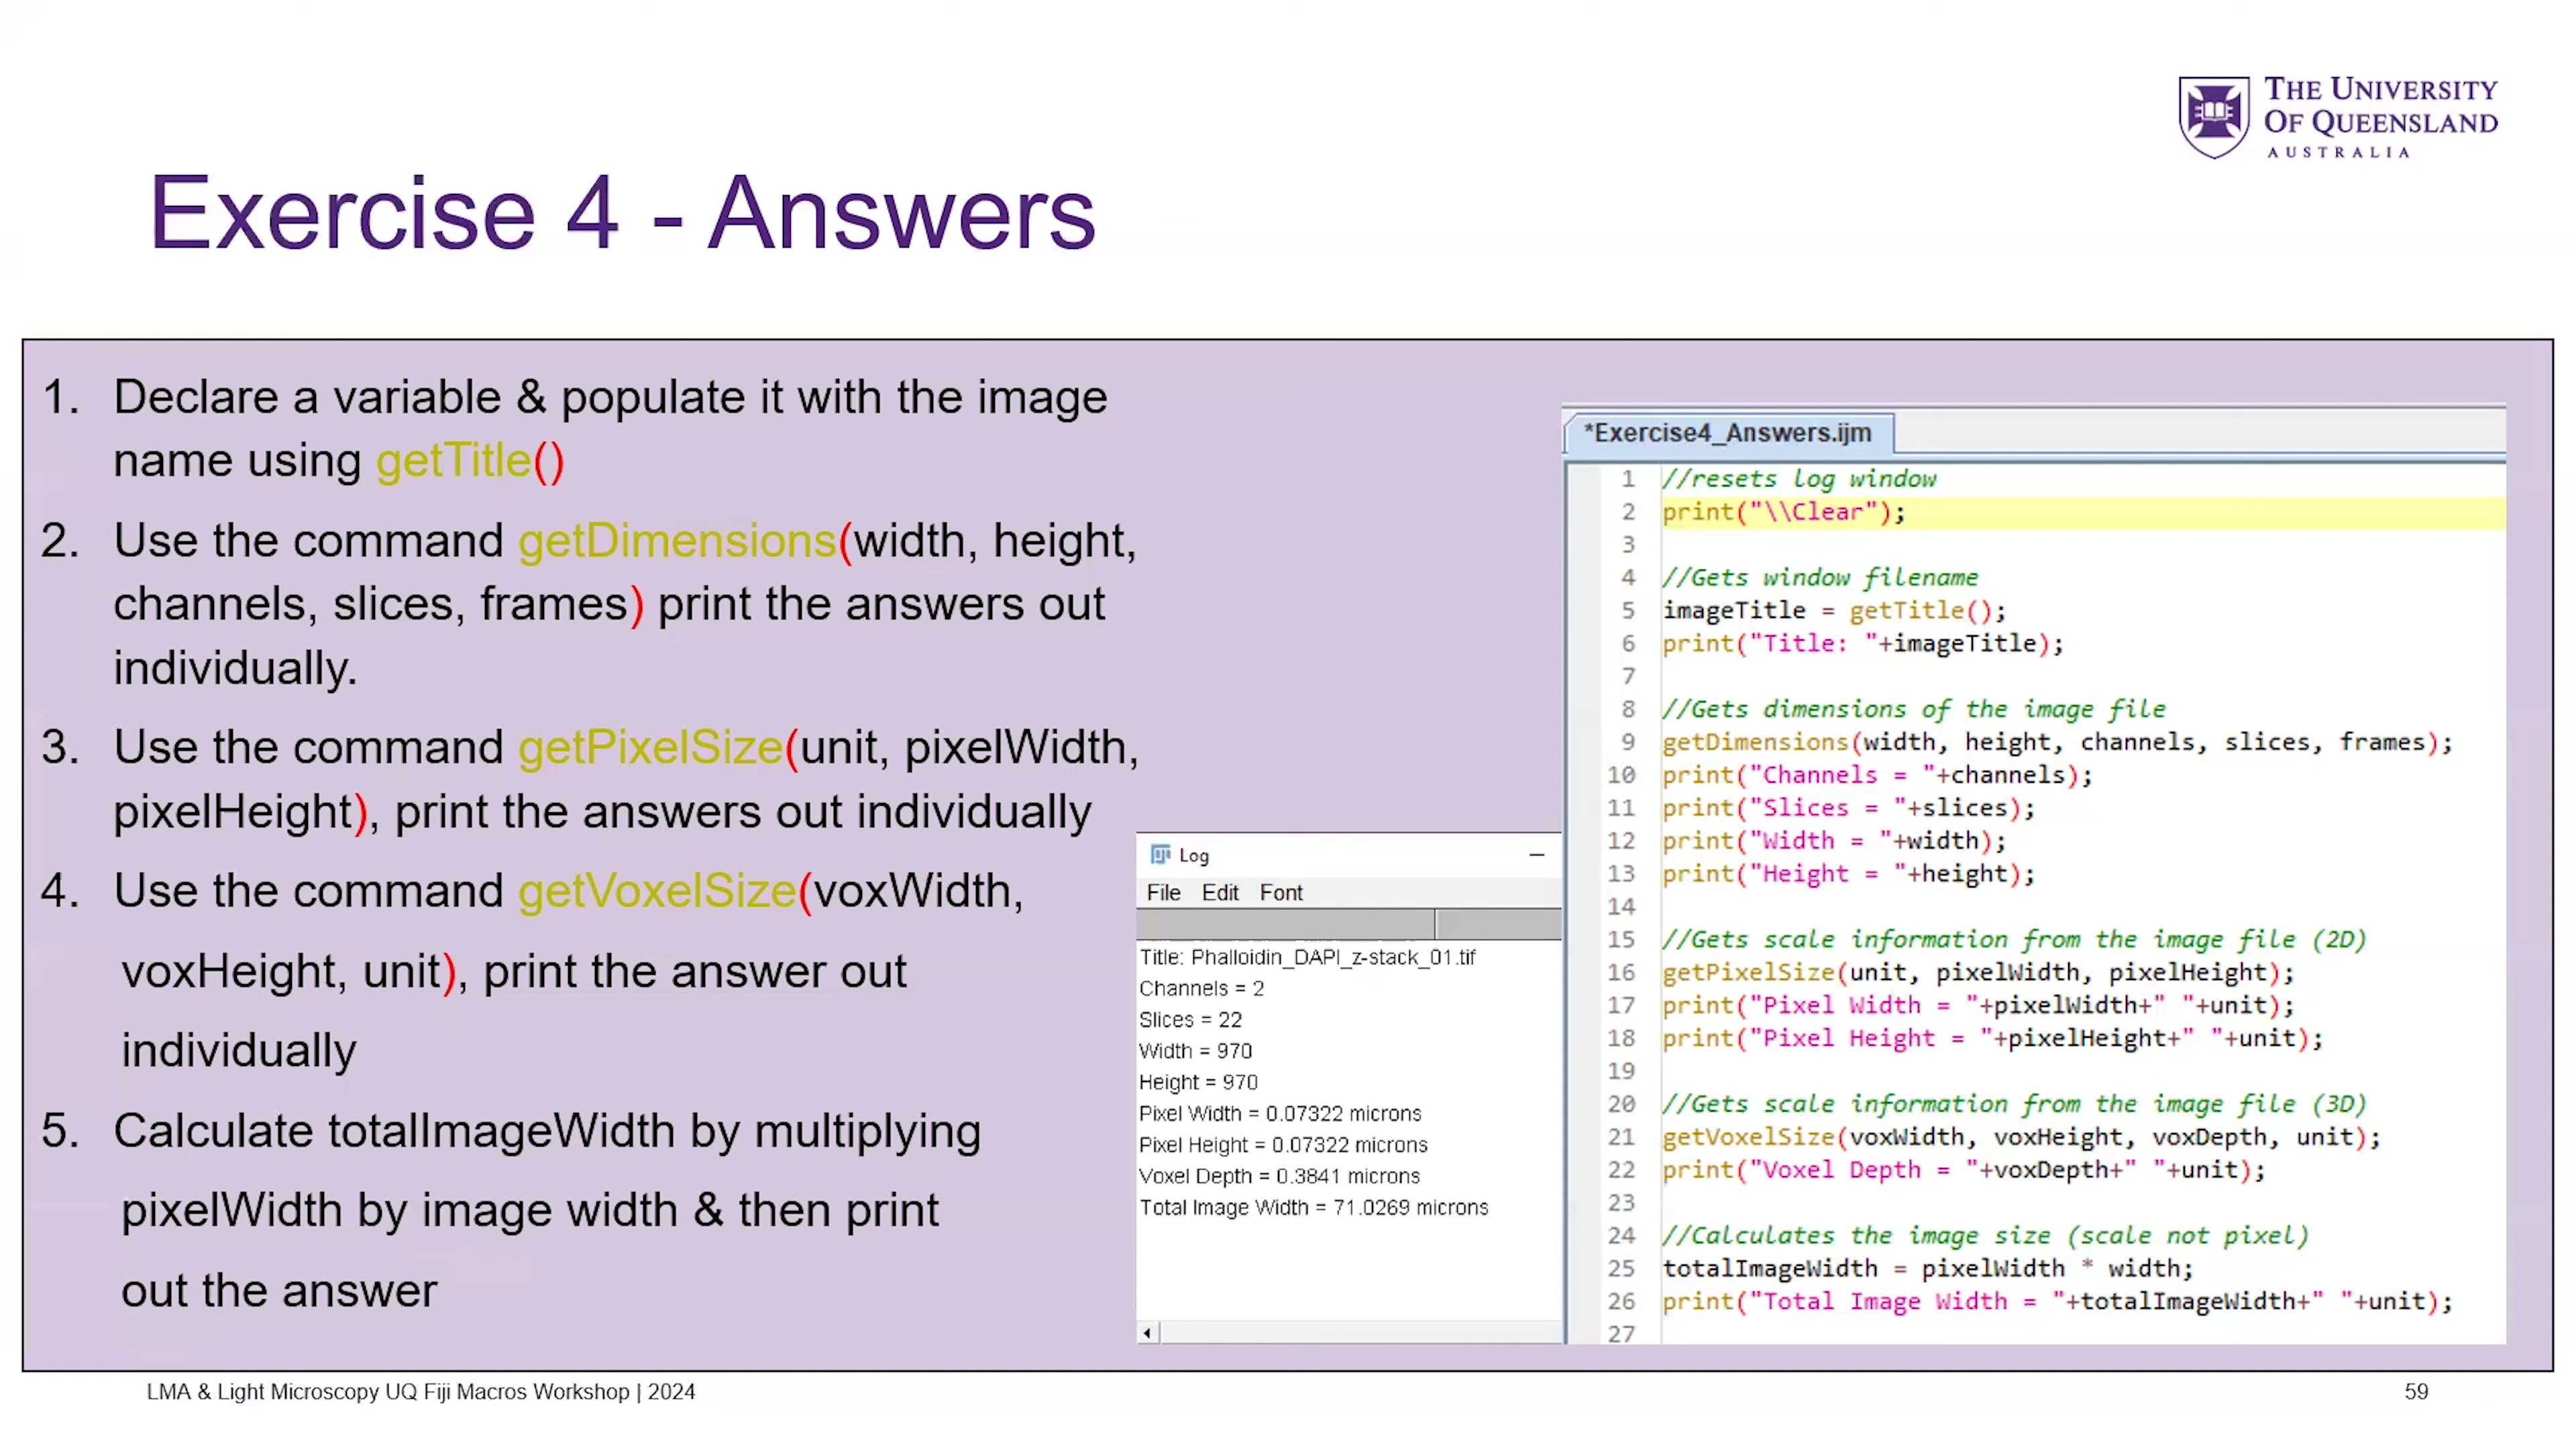 THE UNIVERSITY
OF QUEENSLAND
AUSTRALIA
Exercise 4 - Answers
1. Declare a variable & populate it with the image
name using getTitle()
2. Use the command getDimensions(width, height,
channels, slices, frames) print the answers out
individually.
3. Use the command getPixelSize(unit, pixelWidth,
pixelHeight), print the answers out individually
4. Use the command getVoxelSize(voxWidth,
voxHeight, unit), print the answer out
individually
5. Calculate totalImageWidth by multiplying
pixelWidth by image width & then print
out the answer
Log
File Edit Font
Title: Phalloidin_DAPI_z-stack_01.tif
Channels = 2
Slices = 22
Width = 970
Height = 970
Pixel Width = 0.07322 microns
Pixel Height = 0.07322 microns
Voxel Depth = 0.3841 microns
Total Image Width = 71.0269 microns
*Exercise4_Answers.ijm
1 //resets log window
2 print("\\Clear");
3
4 //Gets window filename
5 imageTitle = getTitle();
6 print("Title: "+imageTitle);
7
8 //Gets dimensions of the image file
9 getDimensions(width, height, channels, slices, frames);
10 print("Channels = "+channels);
11 print("Slices = "+slices);
12 print("Width = "+width);
13 print("Height = "+height);
14
15 //Gets scale information from the image file (2D)
16 getPixelSize(unit, pixelWidth, pixelHeight);
17 print("Pixel Width = "+pixelWidth+" "+unit);
18 print("Pixel Height = "+pixelHeight+" "+unit);
19
20 //Gets scale information from the image file (3D)
21 getVoxelSize(voxWidth, voxHeight, voxDepth, unit);
22 print("Voxel Depth = "+voxDepth+" "+unit);
23
24 //Calculates the image size (scale not pixel)
25 totalImageWidth = pixelWidth * width;
26 print("Total Image Width = "+totalImageWidth+" "+unit);
27
LMA & Light Microscopy UQ Fiji Macros Workshop | 2024
59